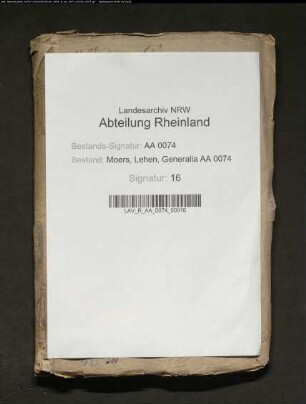 Landesarchiv NRW
Abteilung Rheinland
Bestands-Signatur: AA 0074
Bestand: Moers, Lehen, Generalia AA 0074
Signatur: 16
LAV_R_AA_0074_00016